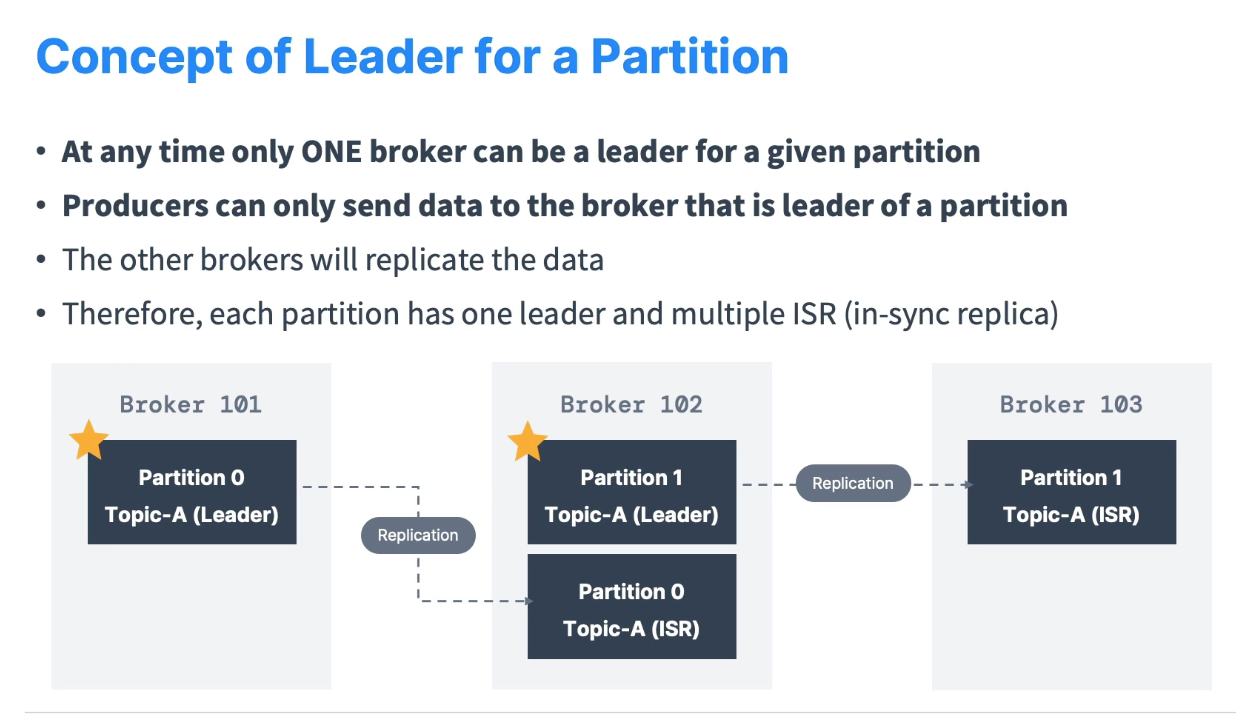 Concept of Leader for a Partition
• At any time only ONE broker can be a leader for a given partition
• Producers can only send data to the broker that is leader of a partition
• The other brokers will replicate the data
• Therefore, each partition has one leader and multiple ISR (in-sync replica)
Broker 101
Partition 0
Topic-A (Leader)
Replication
Broker 102
Partition 1
Topic-A (Leader)
Partition 0
Topic-A (ISR)
Replication
Broker 103
Partition 1
Topic-A (ISR)